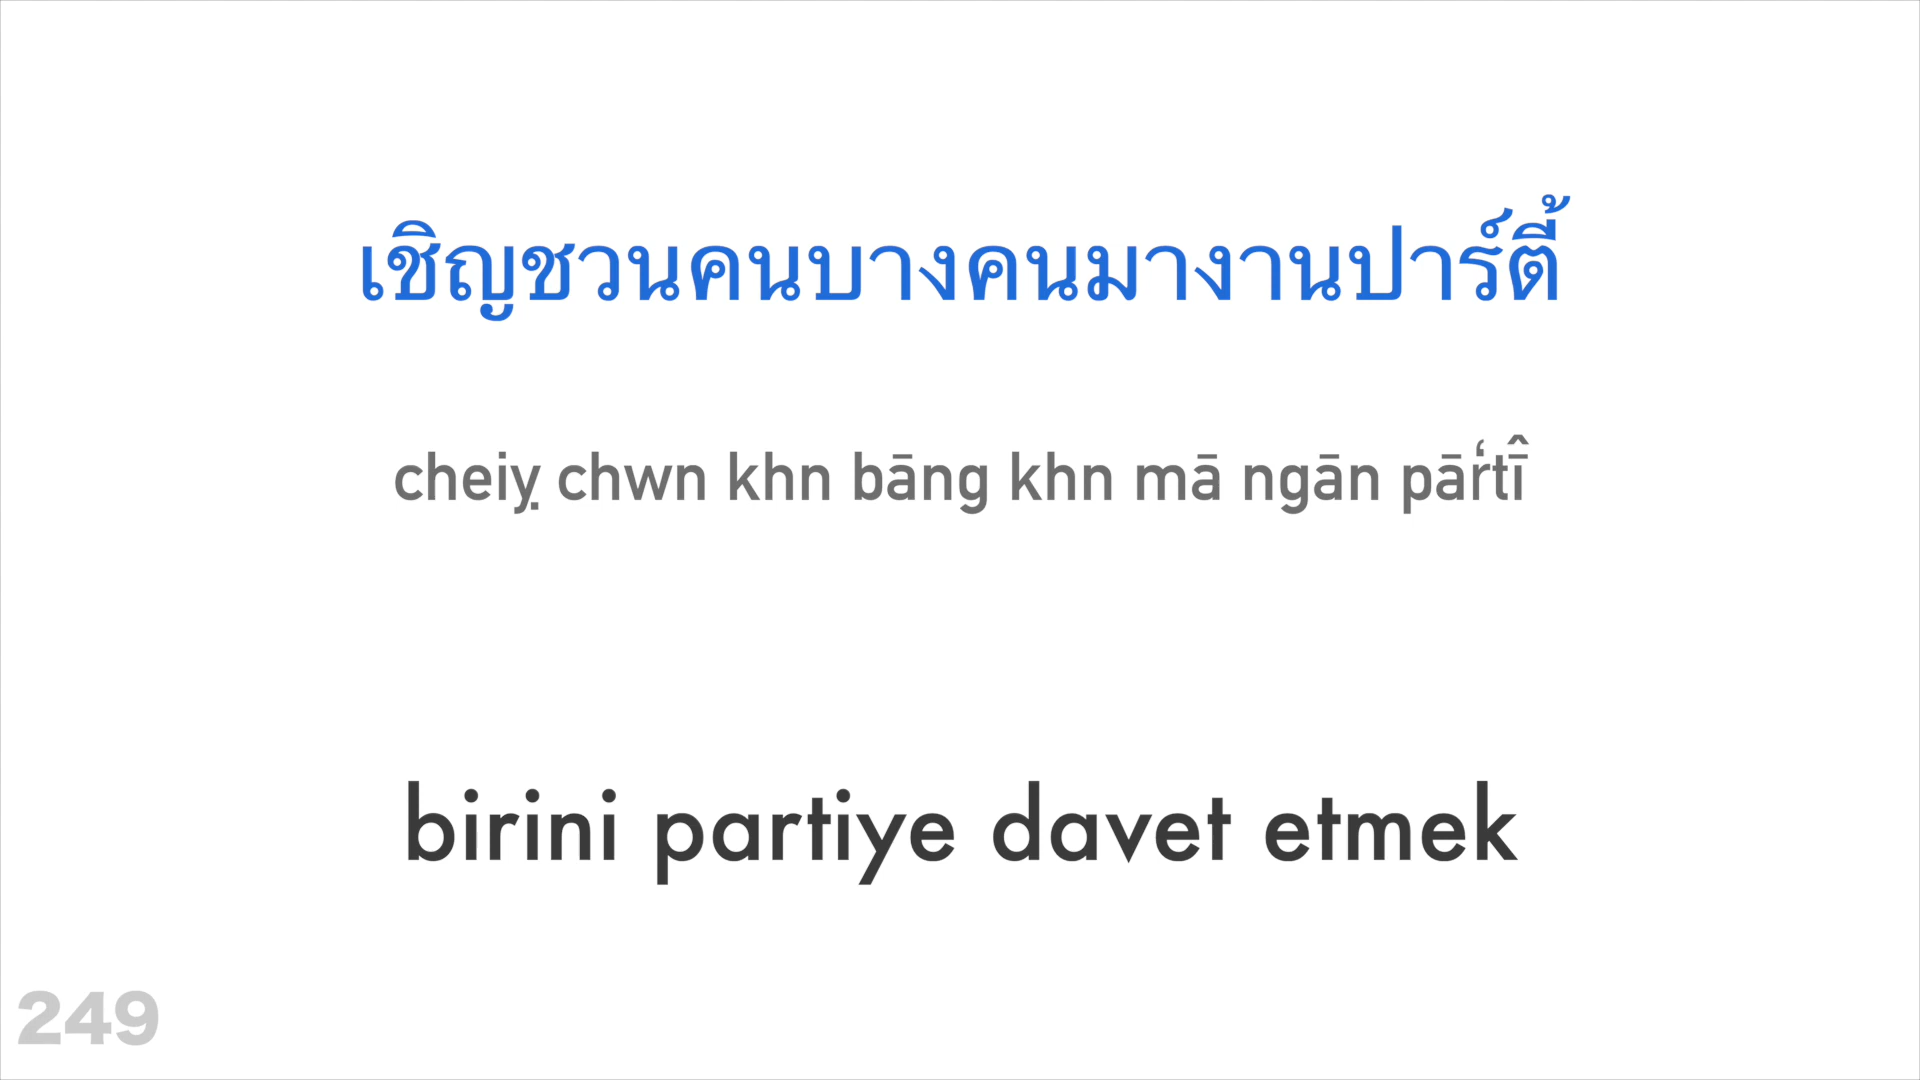 เชิญชวนคนบางคนมางานปาร์ตี้
cheiỵ chwn khn bāng khn mā ngān pār̒tī̂
birini partiye davet etmek
249